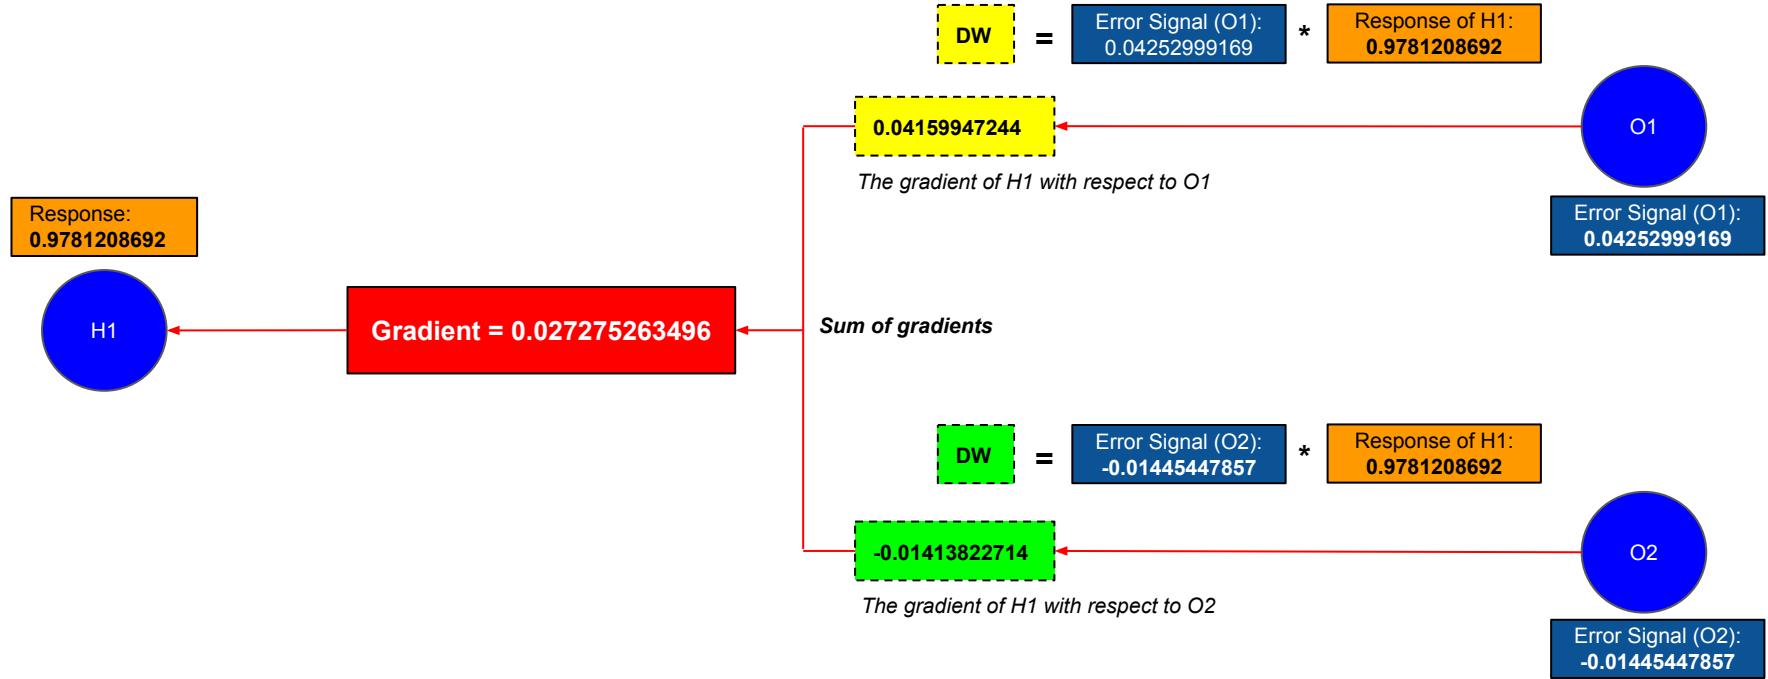 DW = Error Signal (O1): 0.04252999169 * Response of H1: 0.9781208692
0.04159947244
O1
The gradient of H1 with respect to O1
Error Signal (O1):
0.04252999169
Response:
0.9781208692
H1
Gradient = 0.027275263496
Sum of gradients
DW = Error Signal (O2): -0.01445447857 * Response of H1: 0.9781208692
-0.01413822714
O2
The gradient of H1 with respect to O2
Error Signal (O2):
-0.01445447857